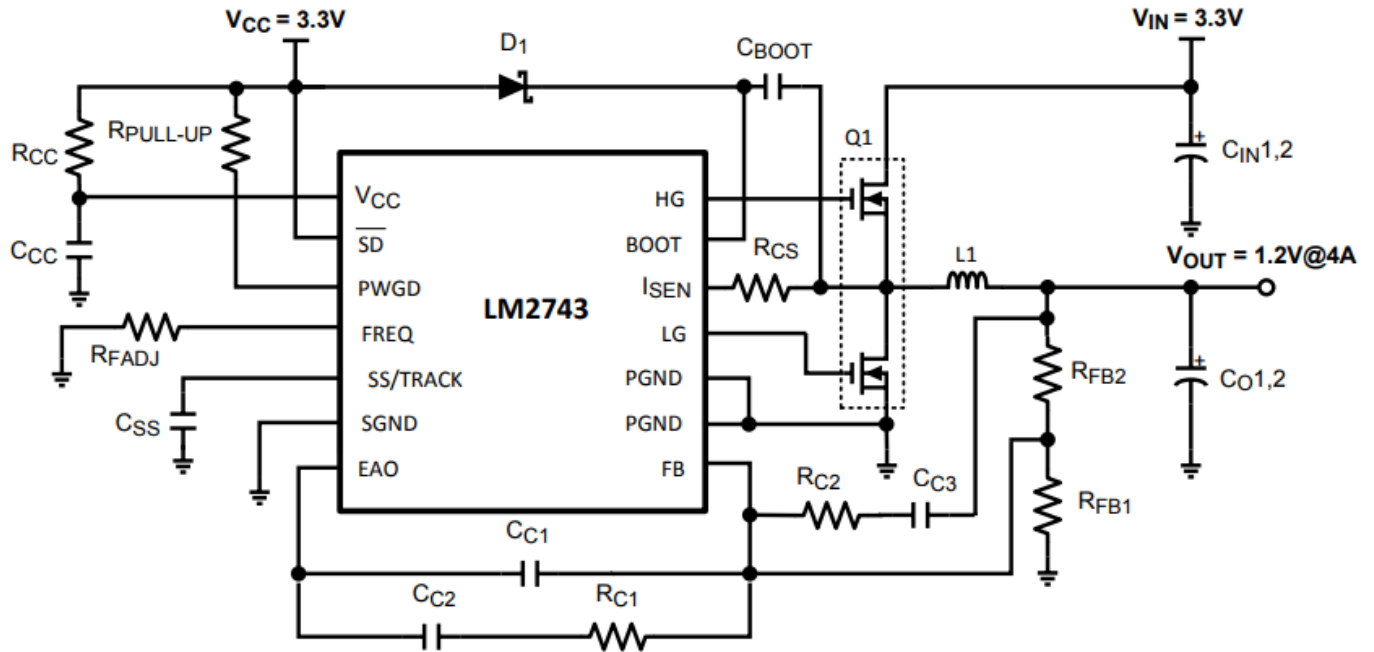 VCC = 3.3V
VIN = 3.3V
D1
CBOOT
RCC
RPULL-UP
Q1
CIN1,2
VCC
HG
CCC
SD
BOOT
RCS
L1
VOUT = 1.2V@4A
PWGD
LM2743
ISEN
RFADJ
FREQ
LG
RFB2
CO1,2
SS/TRACK
PGND
CSS
SGND
PGND
EAO
FB
RC2
CC3
RFB1
CC1
CC2
RC1
+
+